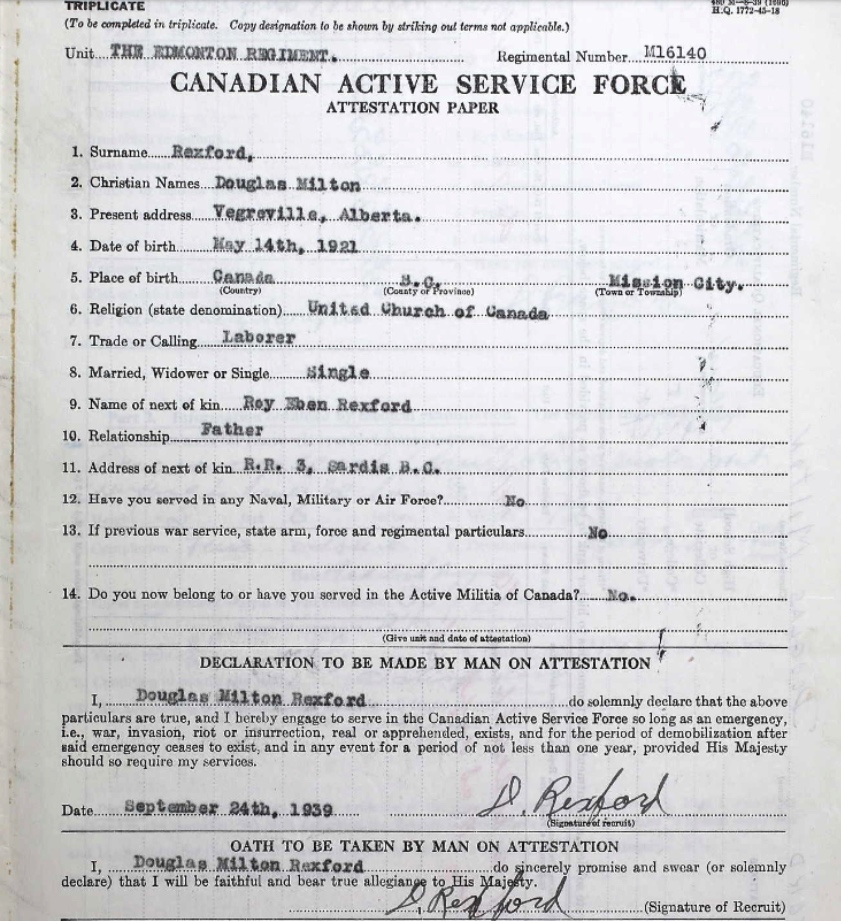 TRIPLICATE
H.Q. 1772-45-18
(To be completed in triplicate. Copy designation to be shown by striking out terms not applicable.)
Unit THE EDMONTON REGIMENT. Regimental Number M16140
CANADIAN ACTIVE SERVICE FORCE
ATTESTATION PAPER
1. Surname Rexford,
2. Christian Names Douglas Milton
3. Present address Vegreville, Alberta.
4. Date of birth May 14th, 1921
5. Place of birth Canada B.C. Mission City.
(Country) (County or Province) (Town or Township)
6. Religion (state denomination) United Church of Canada
7. Trade or Calling Laborer
8. Married, Widower or Single Single
9. Name of next of kin Roy Eben Rexford
10. Relationship Father
11. Address of next of kin R.R. 3, Sardis B.C.
12. Have you served in any Naval, Military or Air Force? No
13. If previous war service, state arm, force and regimental particulars No
14. Do you now belong to or have you served in the Active Militia of Canada? No.
(Give unit and date of attestation)
DECLARATION TO BE MADE BY MAN ON ATTESTATION
I, Douglas Milton Rexford do solemnly declare that the above
particulars are true, and I hereby engage to serve in the Canadian Active Service Force so long as an emergency,
i.e., war, invasion, riot or insurrection, real or apprehended, exists, and for the period of demobilization after
said emergency ceases to exist, and in any event for a period of not less than one year, provided His Majesty
should so require my services.
Date September 24th, 1939 D. Rexford
(Signature of recruit)
OATH TO BE TAKEN BY MAN ON ATTESTATION
I, Douglas Milton Rexford do sincerely promise and swear (or solemnly
declare) that I will be faithful and bear true allegiance to His Majesty.
D. Rexford (Signature of Recruit)